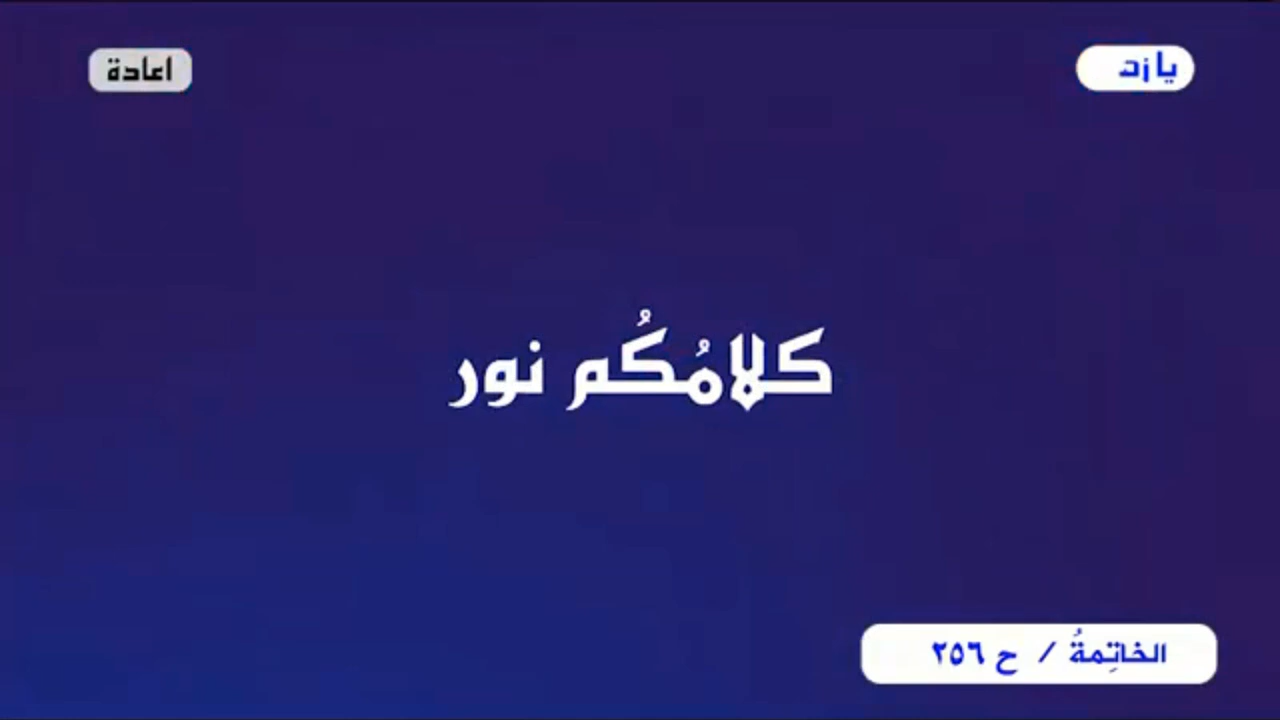 يا زد
اعادة
كلامُكُم نور
الخاتِمةُ / ح ٢٥٦